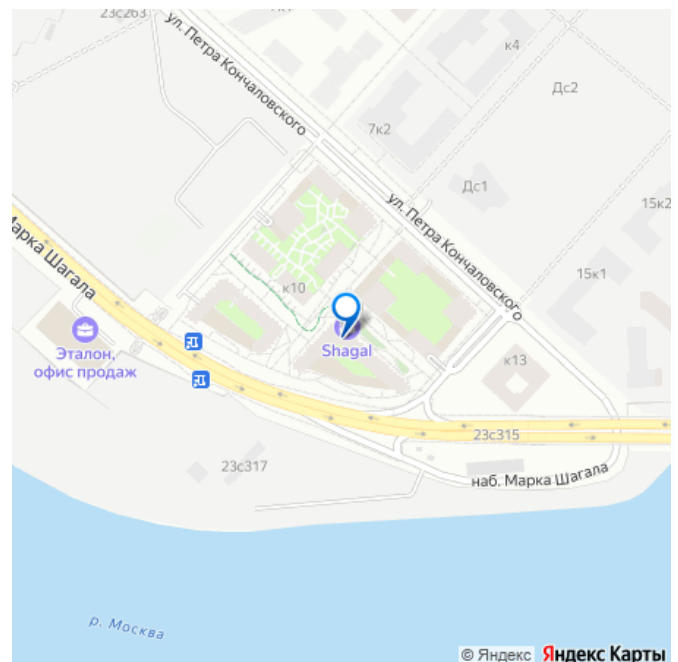 23с263
ул. Петра Кончаловского
к4
Дс2
7к2
Дс1
15к2
ул. Петра Кончаловского
Марка Шагала
к10
15к1
Shagal
Эталон,
офис продаж
к13
23с315
23с317
наб. Марка Шагала
р. Москва
© Яндекс Яндекс Карты